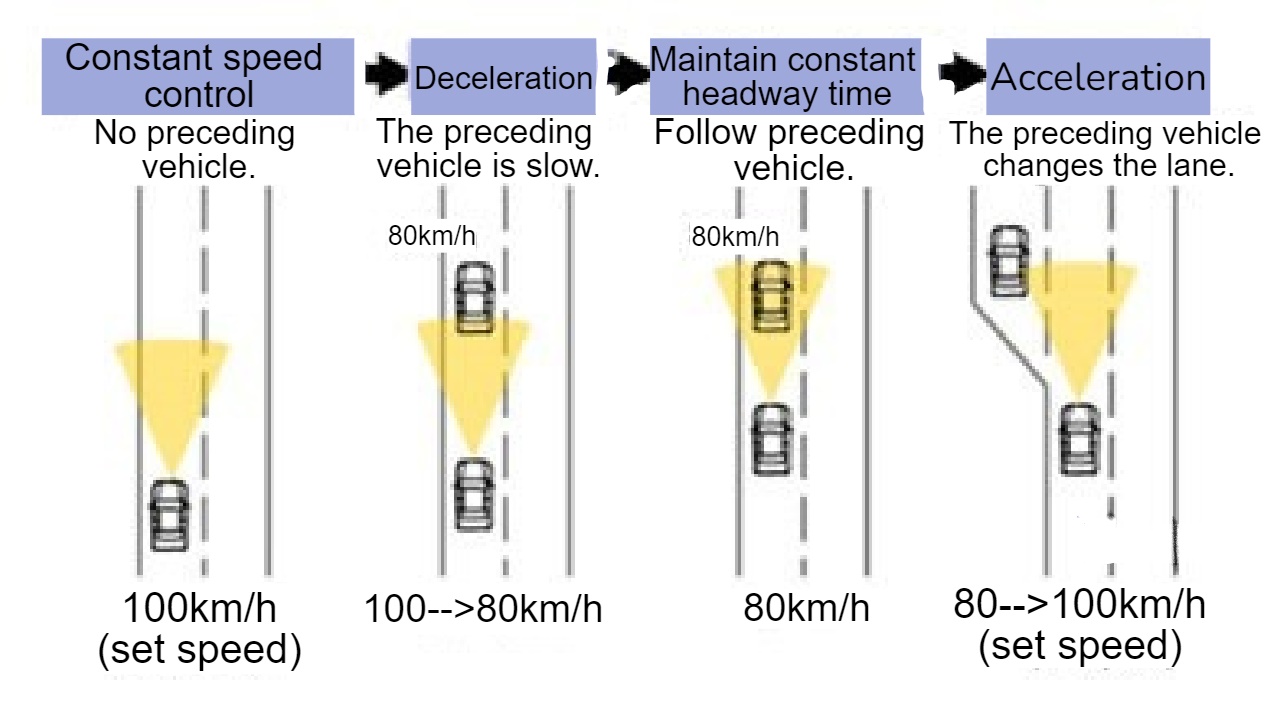 Constant speed
control
Deceleration
Maintain constant
headway time
Acceleration
No preceding
vehicle.
The preceding
vehicle is slow.
Follow preceding
vehicle.
The preceding vehicle
changes the lane.
80km/h
80km/h
100km/h
(set speed)
100-->80km/h
80km/h
80-->100km/h
(set speed)